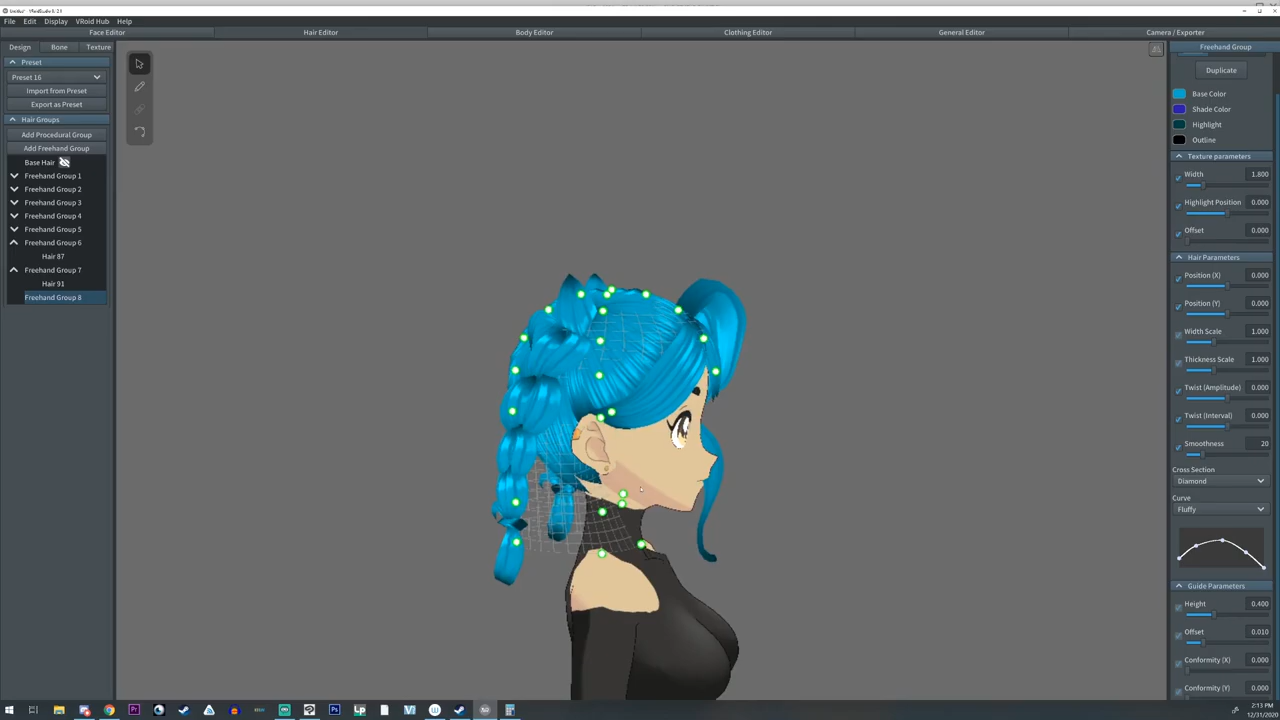 File Edit Display VRoid Hub Help
Face Editor Hair Editor Body Editor Clothing Editor General Editor Camera / Exporter
Design Bone Texture
Preset
Preset 16
Import from Preset
Export as Preset
Hair Groups
Add Procedural Group
Add Freehand Group
Base Hair
Freehand Group 1
Freehand Group 2
Freehand Group 3
Freehand Group 4
Freehand Group 5
Freehand Group 6
Hair 87
Freehand Group 7
Hair 91
Freehand Group 8
Freehand Group
Duplicate
Base Color
Shade Color
Highlight
Outline
Texture parameters
Width 1.800
Highlight Position 0.000
Offset 0.000
Hair Parameters
Position (X) 0.000
Position (Y) 0.000
Width Scale 1.000
Thickness Scale 1.000
Twist (Amplitude) 0.000
Twist (Interval) 0.000
Smoothness 20
Cross Section
Diamond
Curve
Fluffy
Guide Parameters
Height 0.400
Offset 0.010
Conformity (X) 0.000
Conformity (Y) 0.000
Pr
Ps
2:13 PM
12/31/2020